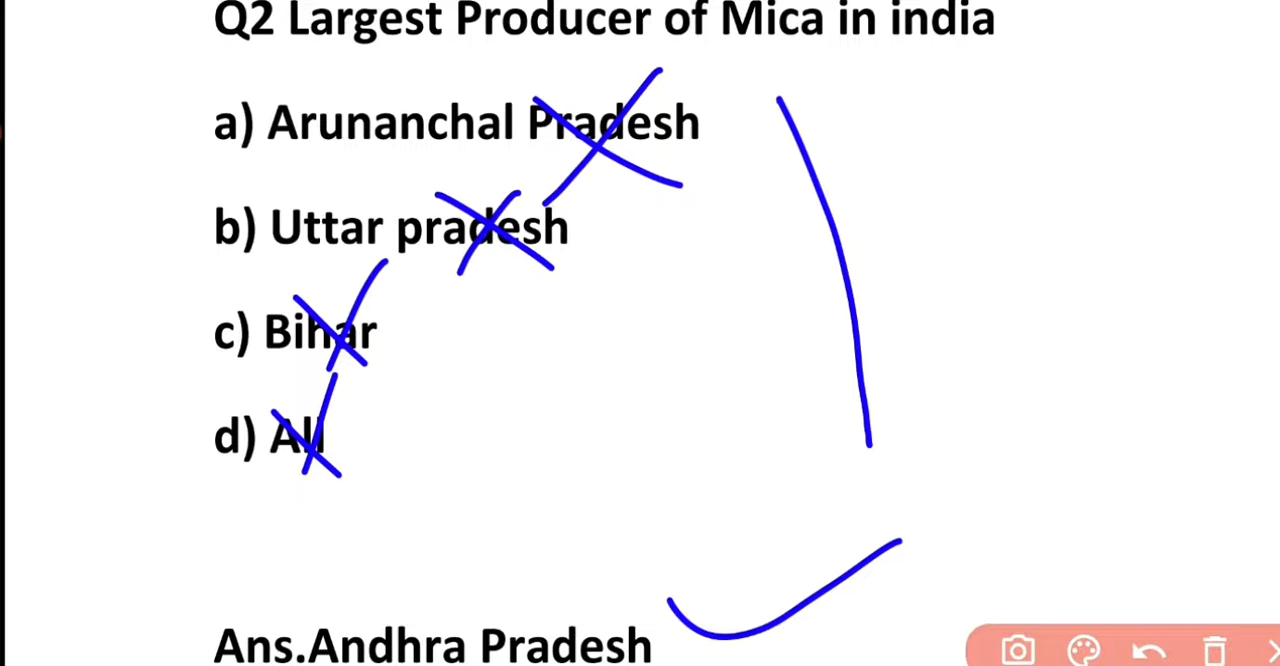 Q2 Largest Producer of Mica in india
a) Arunanchal Pradesh
b) Uttar pradesh
c) Bihar
d) All
Ans.Andhra Pradesh